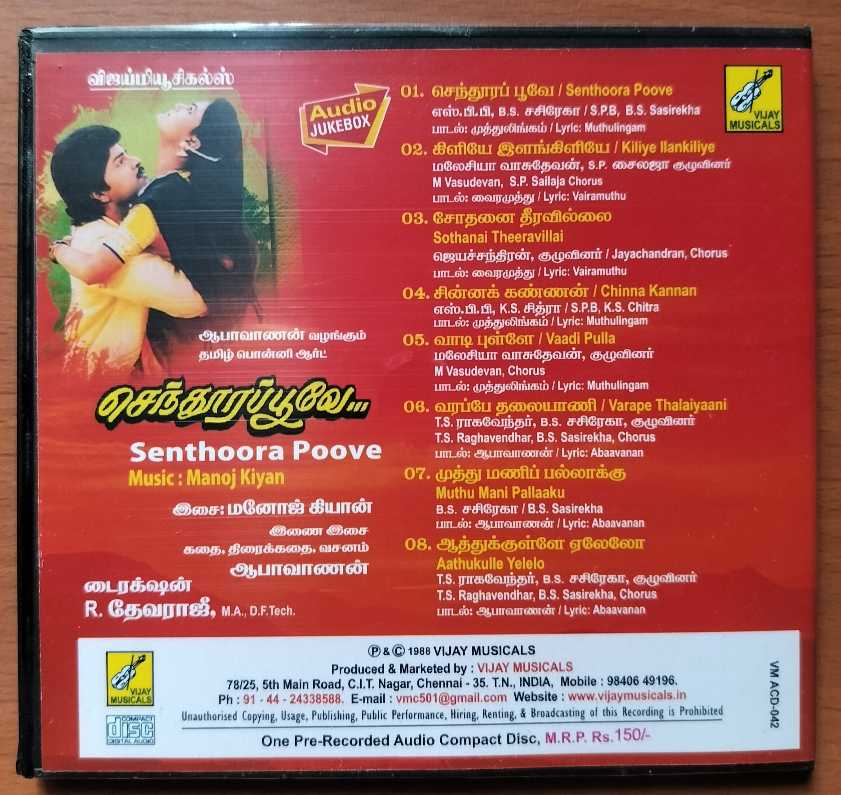 விஜய்மியூசிகல்ஸ்
Audio
JUKEBOX
ஆபாவாணன் வழங்கும்
தமிழ் பொன்னி ஆர்ட்
செந்தூரப்பூவே...
Senthoora Poove
Music : Manoj Kiyan
இசை: மனோஜ் கியான்
இணை இசை
கதை, திரைக்கதை, வசனம்
ஆபாவாணன்
டைரக்ஷன்
R. தேவராஜ், M.A., D.F.Tech.
VIJAY
MUSICALS
01. செந்தூரப் பூவே / Senthoora Poove
எஸ்.பி.பி, B.S. சசிரேகா / S.P.B, B.S. Sasirekha
பாடல்: முத்துலிங்கம் / Lyric: Muthulingam
02. கிளியே இளங்கிளியே / Kiliye Ilankiliye
மலேசியா வாசுதேவன், S.P. சைலஜா குழுவினர்
M Vasudevan, S.P. Sailaja Chorus
பாடல்: வைரமுத்து / Lyric: Vairamuthu
03. சோதனை தீரவில்லை
Sothanai Theeravillai
ஜெயச்சந்திரன், குழுவினர் / Jayachandran, Chorus
பாடல்: வைரமுத்து / Lyric: Vairamuthu
04. சின்னக் கண்ணன் / Chinna Kannan
எஸ்.பி.பி, K.S. சித்ரா / S.P.B, K.S. Chitra
பாடல்: முத்துலிங்கம் / Lyric: Muthulingam
05. வாடி புள்ளே / Vaadi Pulla
மலேசியா வாசுதேவன், குழுவினர்
M Vasudevan, Chorus
பாடல்: முத்துலிங்கம் / Lyric: Muthulingam
06. வரப்பே தலையாணி / Varape Thalaiyaani
T.S. ராகவேந்தர், B.S. சசிரேகா, குழுவினர்
T.S. Raghavendhar, B.S. Sasirekha, Chorus
பாடல்: ஆபாவாணன் / Lyric: Abaavanan
07. முத்து மணிப் பல்லாக்கு
Muthu Mani Pallaaku
B.S. சசிரேகா / B.S. Sasirekha
பாடல்: ஆபாவாணன் / Lyric: Abaavanan
08. ஆத்துக்குள்ளே ஏலேலோ
Aathukulle Yelelo
T.S. ராகவேந்தர், B.S. சசிரேகா, குழுவினர்
T.S. Raghavendhar, B.S. Sasirekha, Chorus
பாடல்: ஆபாவாணன் / Lyric: Abaavanan
VIJAY
MUSICALS
COMPACT
disc
DIGITAL AUDIO
Ⓟ & © 1988 VIJAY MUSICALS
Produced & Marketed by : VIJAY MUSICALS
78/25, 5th Main Road, C.I.T. Nagar, Chennai - 35. T.N., INDIA, Mobile : 98406 49196.
Ph : 91 - 44 - 24338588. E-mail : vmc501@gmail.com Website : www.vijaymusicals.in
Unauthorised Copying, Usage, Publishing, Public Performance, Hiring, Renting, & Broadcasting of this Recording is Prohibited
One Pre-Recorded Audio Compact Disc, M.R.P. Rs.150/-
VM ACD-042